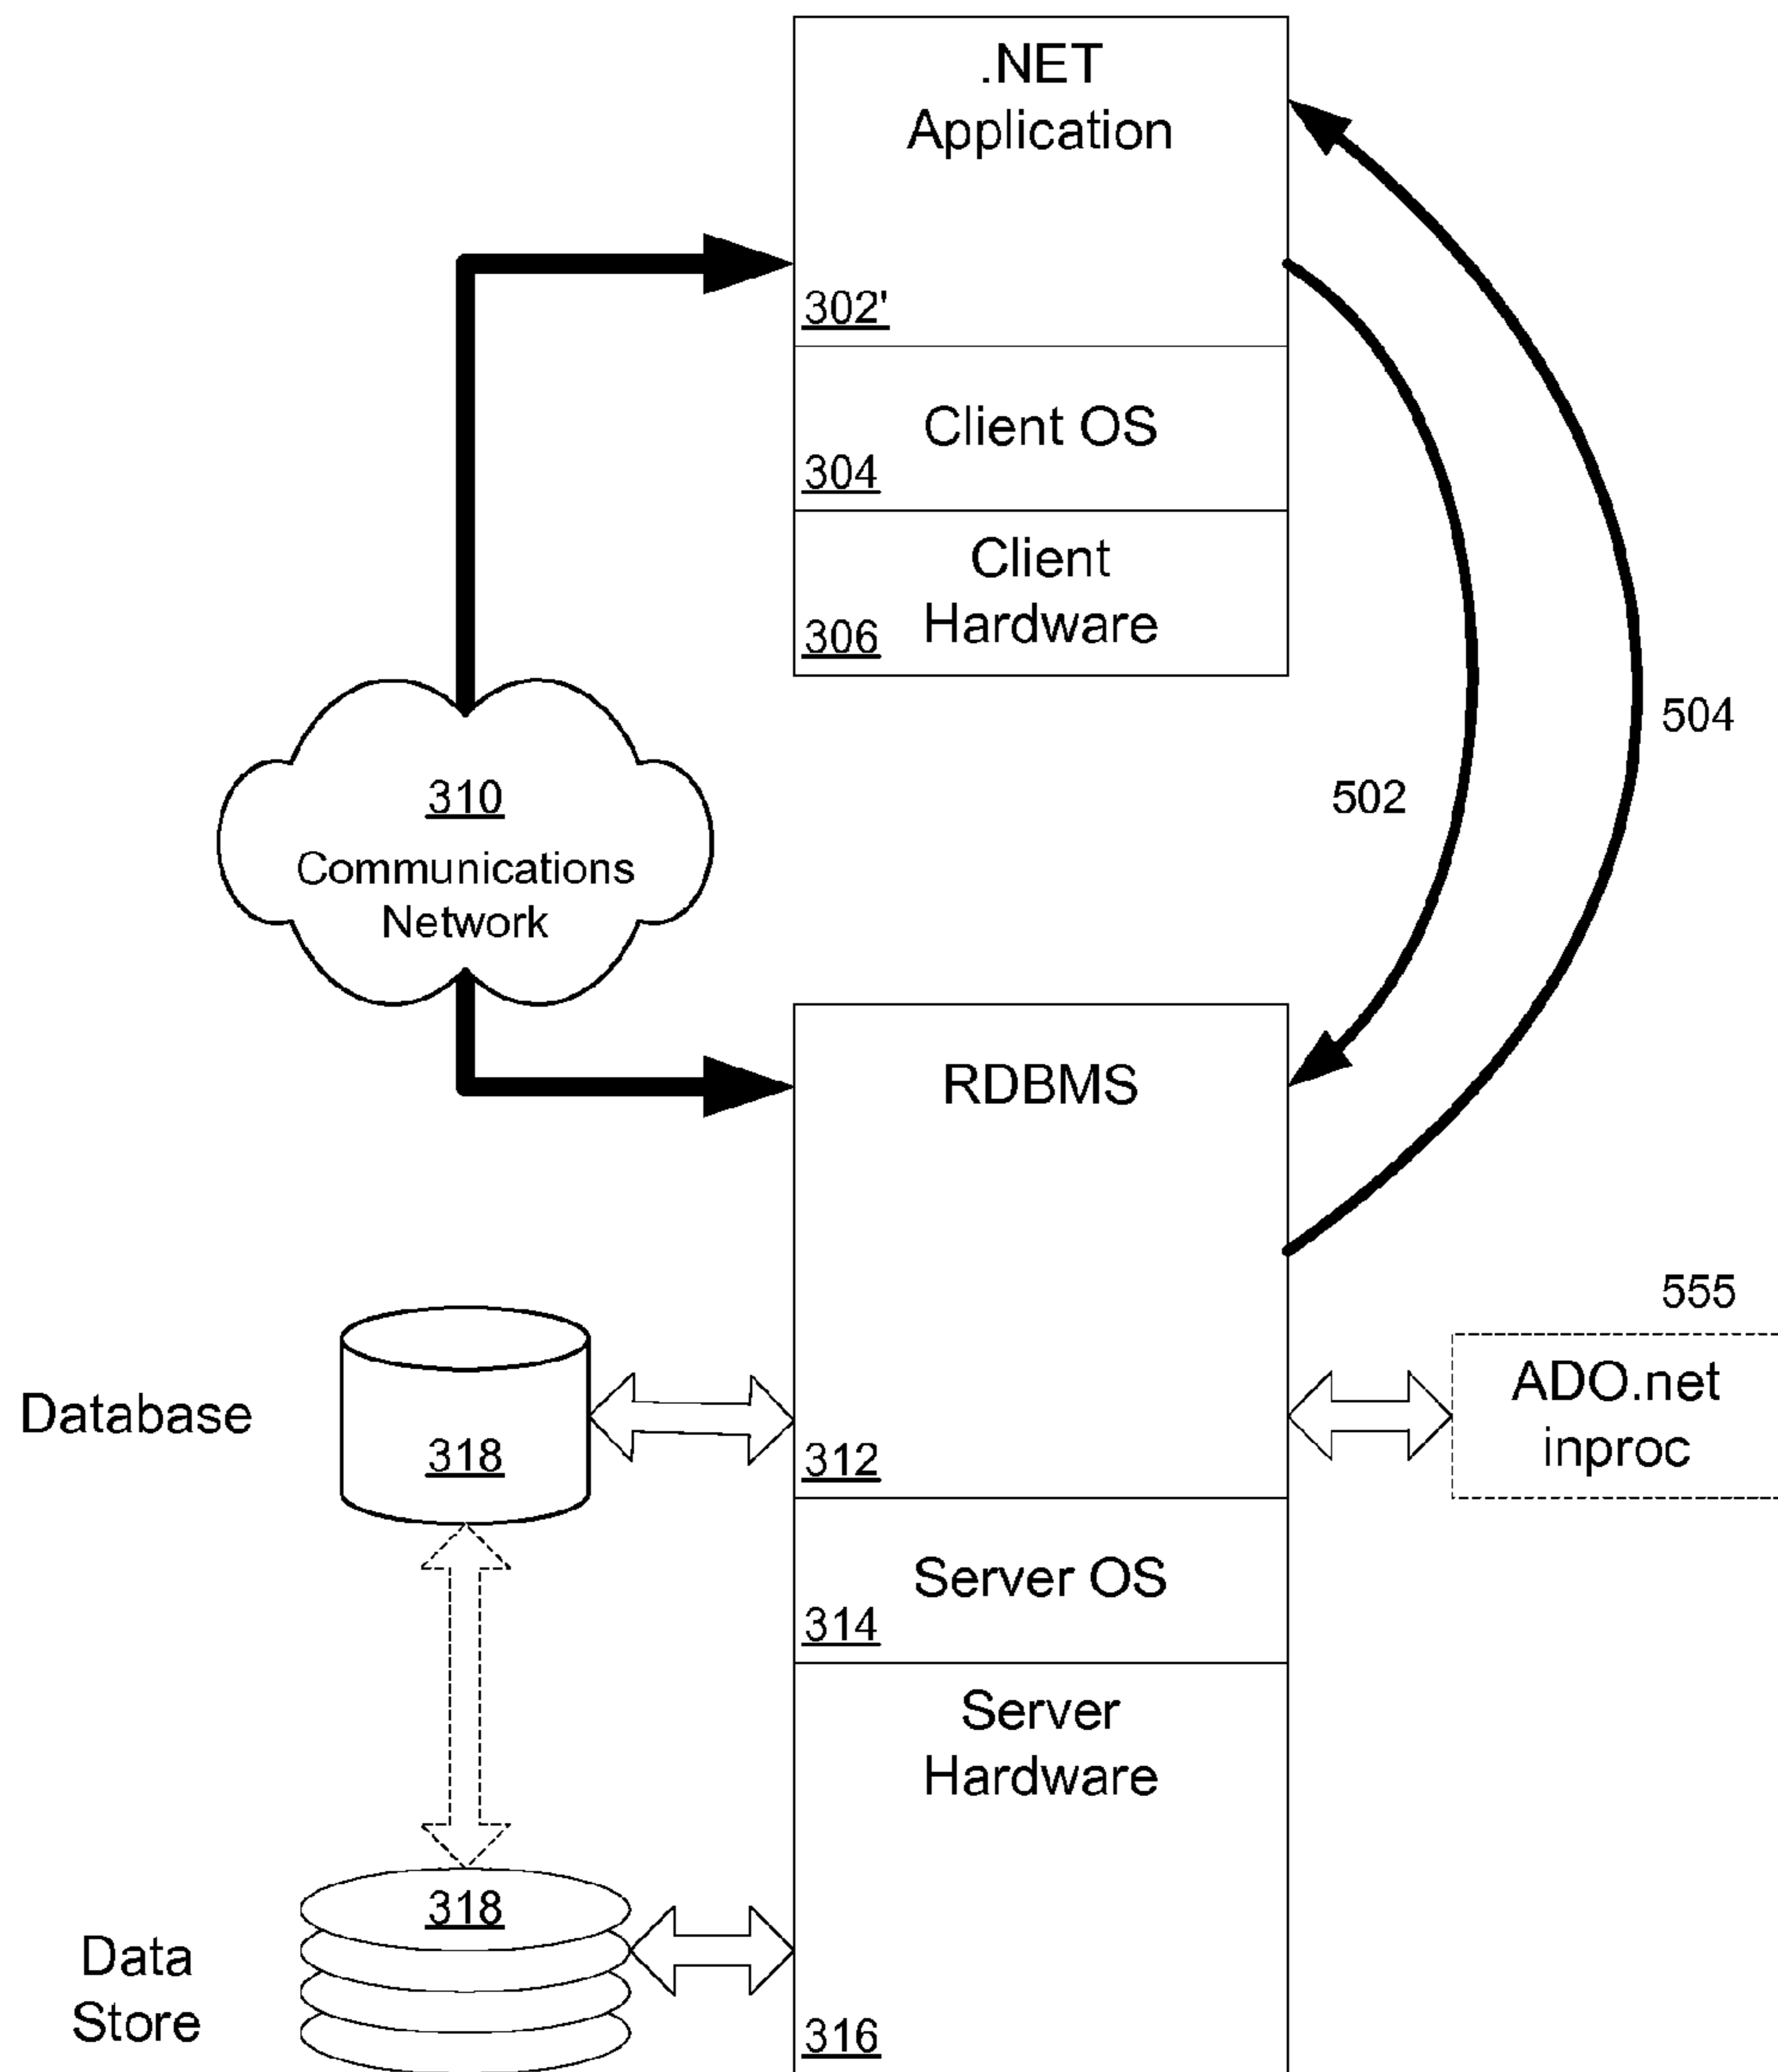 .NET
Application
302'
Client OS
304
Client
Hardware
306
504
502
310
Communications
Network
RDBMS
555
ADO.net
inproc
Database
318
312
Server OS
314
Server
Hardware
318
Data
Store
316